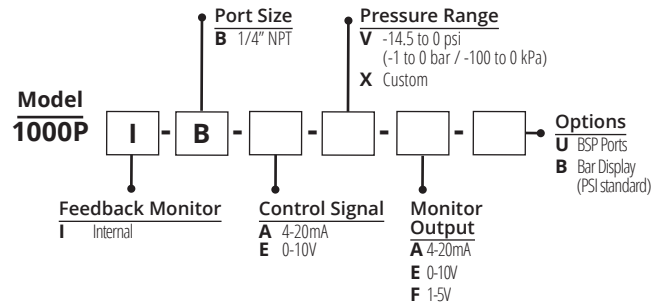 Port Size
B 1/4” NPT
Pressure Range
V -14.5 to 0 psi
(-1 to 0 bar / -100 to 0 kPa)
X Custom
Model
1000P
I - B - - - -
Options
U BSP Ports
B Bar Display
(PSI standard)
Feedback Monitor
I Internal
Control Signal
A 4-20mA
E 0-10V
Monitor
Output
A 4-20mA
E 0-10V
F 1-5V